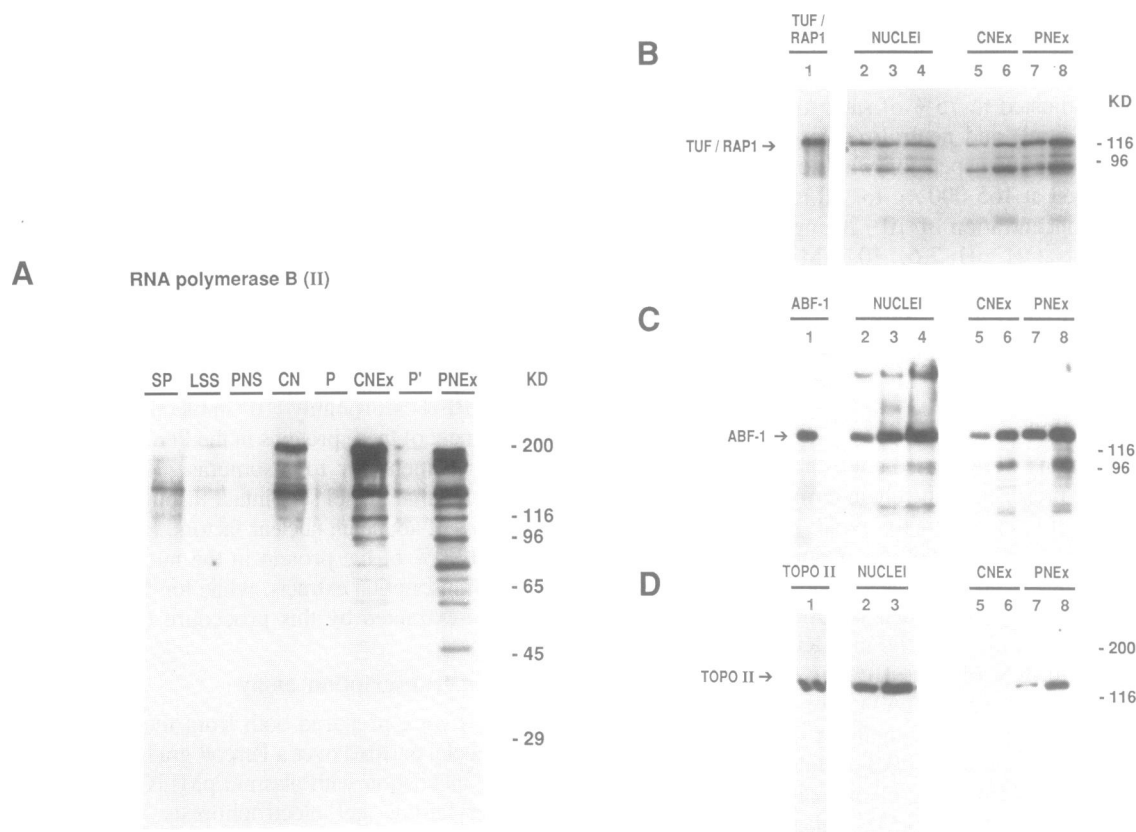 A
RNA polymerase B (II)
SP LSS PNS CN P CNEx P' PNEx KD
- 200
- 116
- 96
- 65
- 45
- 29
B
TUF / RAP1 NUCLEI CNEx PNEx
1 2 3 4 5 6 7 8
KD
TUF / RAP1 →
- 116
- 96
C
ABF-1 NUCLEI CNEx PNEx
1 2 3 4 5 6 7 8
ABF-1 →
- 116
- 96
D
TOPO II NUCLEI CNEx PNEx
1 2 3 5 6 7 8
- 200
TOPO II →
- 116